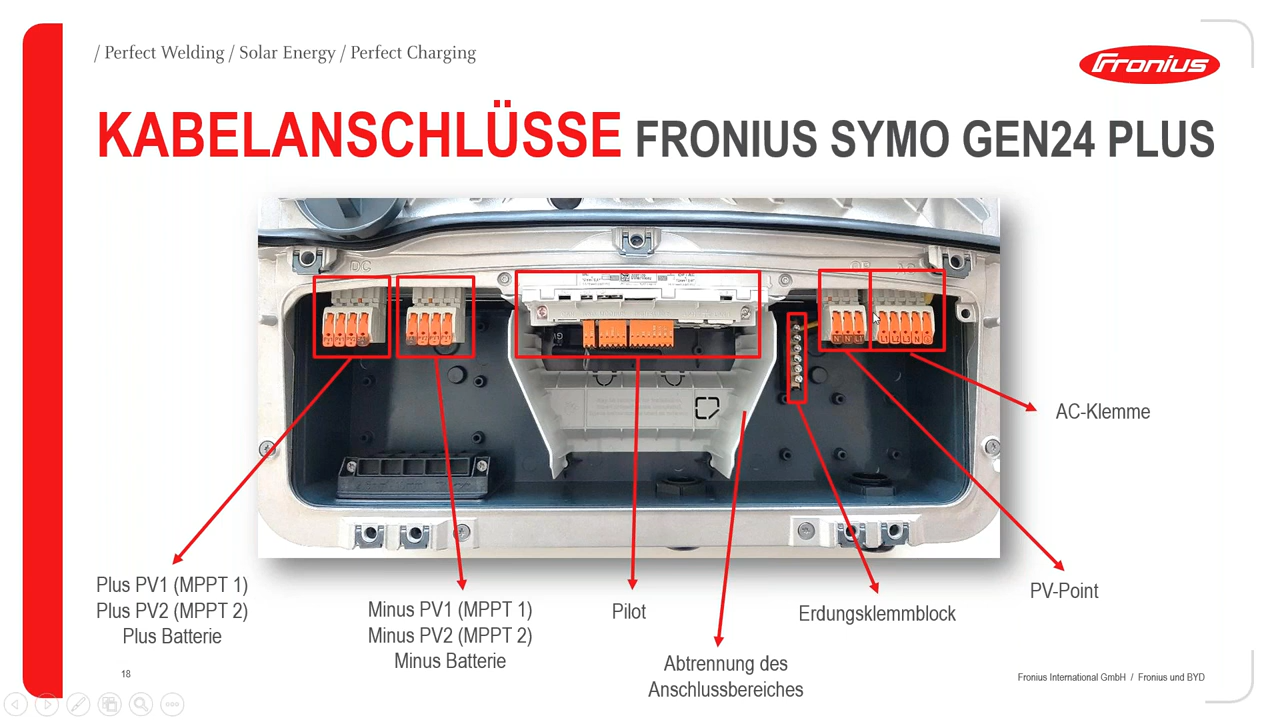 / Perfect Welding / Solar Energy / Perfect Charging
Fronius
KABELANSCHLÜSSE FRONIUS SYMO GEN24 PLUS
DC
AC-Klemme
Plus PV1 (MPPT 1)
Plus PV2 (MPPT 2)
Plus Batterie
Minus PV1 (MPPT 1)
Minus PV2 (MPPT 2)
Minus Batterie
Pilot
Abtrennung des
Anschlussbereiches
Erdungsklemmblock
PV-Point
18
Fronius International GmbH / Fronius und BYD